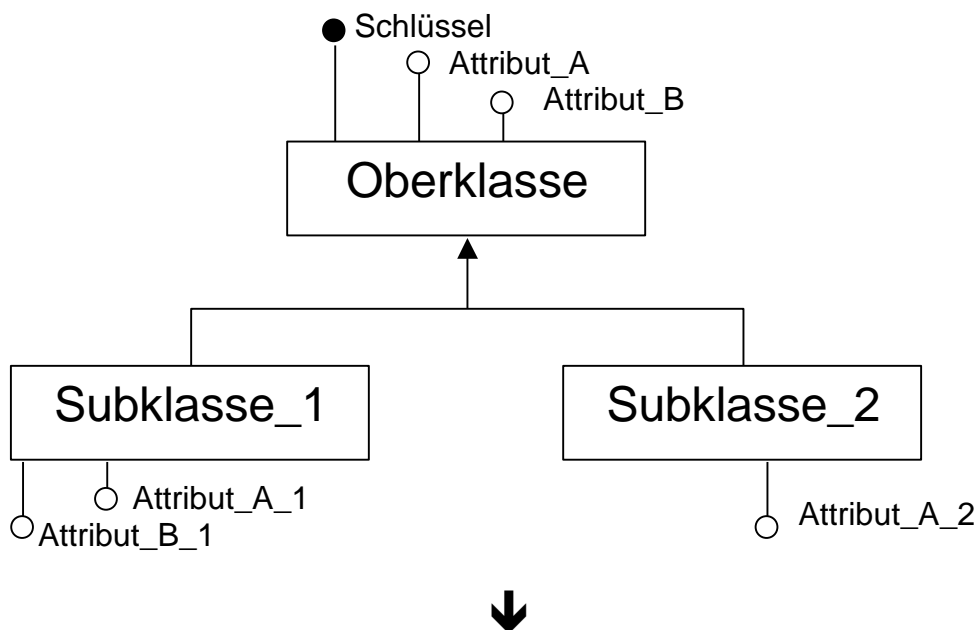 Schlüssel
Attribut_A
Attribut_B
Oberklasse
Subklasse_1
Subklasse_2
Attribut_A_1
Attribut_B_1
Attribut_A_2